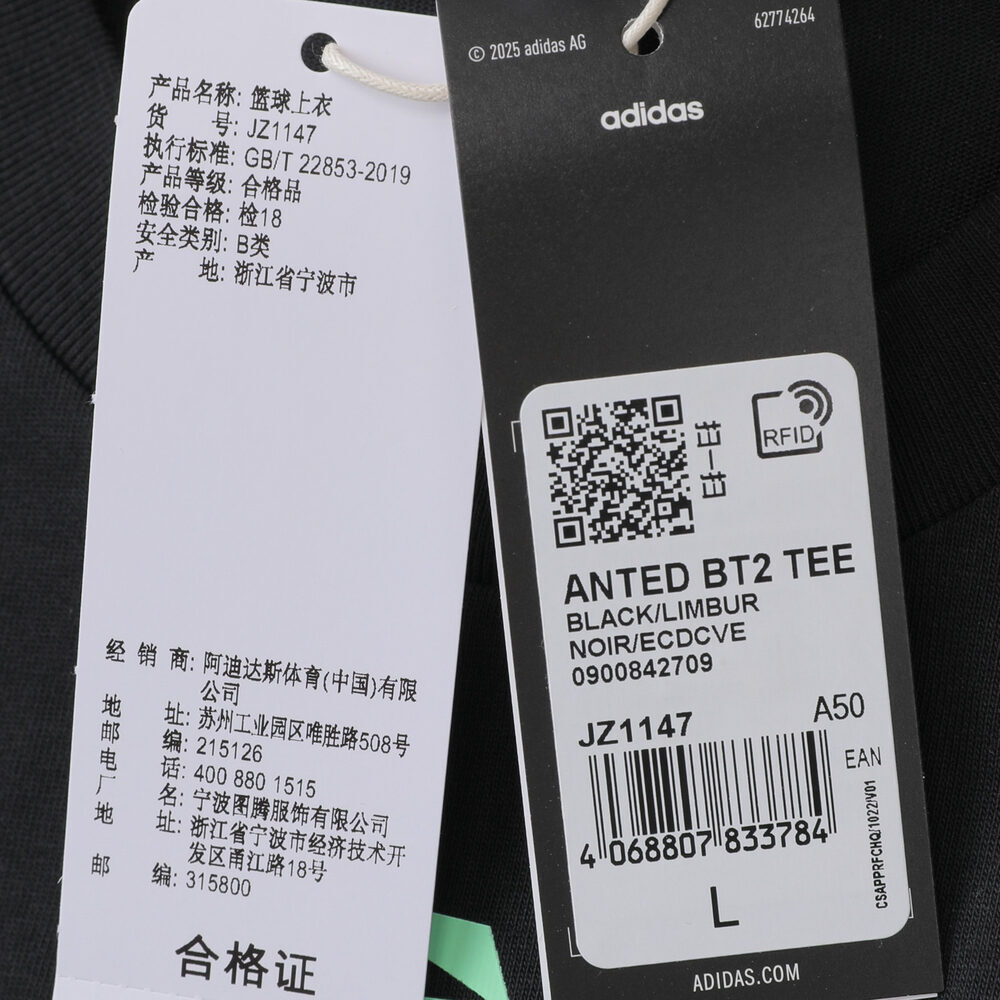 产品名称: 篮球上衣
货 号: JZ1147
执行标准: GB/T 22853-2019
产品等级: 合格品
检验合格: 检18
安全类别: B类
产 地: 浙江省宁波市
经 销 商: 阿迪达斯体育(中国)有限
公司
地 址: 苏州工业园区唯胜路508号
邮 编: 215126
电 话: 400 880 1515
厂 名: 宁波图腾服饰有限公司
地 址: 浙江省宁波市经济技术开
发区甬江路18号
邮 编: 315800
合格证
© 2025 adidas AG
62774264
adidas
扫一扫
RFID
ANTED BT2 TEE
BLACK/LIMBUR
NOIR/ECDCVE
0900842709
JZ1147
A50
EAN
4 068807 833784
CSAPPRFCHQ/1022/V01
L
ADIDAS.COM